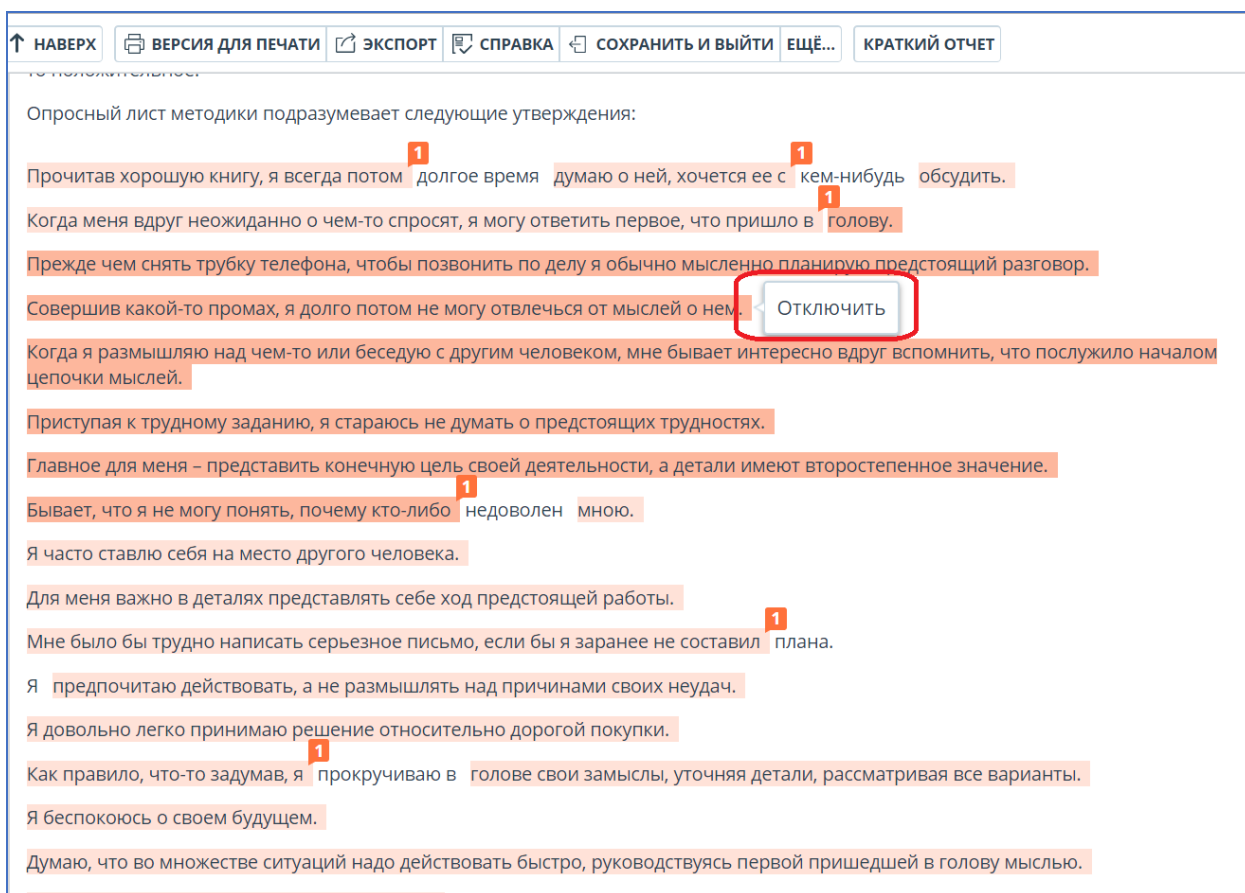 НАВЕРХ ВЕРСИЯ ДЛЯ ПЕЧАТИ ЭКСПОРТ СПРАВКА СОХРАНИТЬ И ВЫЙТИ ЕЩЁ... КРАТКИЙ ОТЧЕТ
то положительное.
Опросный лист методики подразумевает следующие утверждения:
1 1
Прочитав хорошую книгу, я всегда потом долгое время думаю о ней, хочется ее с кем-нибудь обсудить.
1
Когда меня вдруг неожиданно о чем-то спросят, я могу ответить первое, что пришло в голову.
Прежде чем снять трубку телефона, чтобы позвонить по делу я обычно мысленно планирую предстоящий разговор.
Совершив какой-то промах, я долго потом не могу отвлечься от мыслей о нем. Отключить
Когда я размышляю над чем-то или беседую с другим человеком, мне бывает интересно вдруг вспомнить, что послужило началом
цепочки мыслей.
Приступая к трудному заданию, я стараюсь не думать о предстоящих трудностях.
Главное для меня – представить конечную цель своей деятельности, а детали имеют второстепенное значение.
1
Бывает, что я не могу понять, почему кто-либо недоволен мною.
Я часто ставлю себя на место другого человека.
Для меня важно в деталях представлять себе ход предстоящей работы.
1
Мне было бы трудно написать серьезное письмо, если бы я заранее не составил плана.
Я предпочитаю действовать, а не размышлять над причинами своих неудач.
Я довольно легко принимаю решение относительно дорогой покупки.
1
Как правило, что-то задумав, я прокручиваю в голове свои замыслы, уточняя детали, рассматривая все варианты.
Я беспокоюсь о своем будущем.
Думаю, что во множестве ситуаций надо действовать быстро, руководствуясь первой пришедшей в голову мыслью.